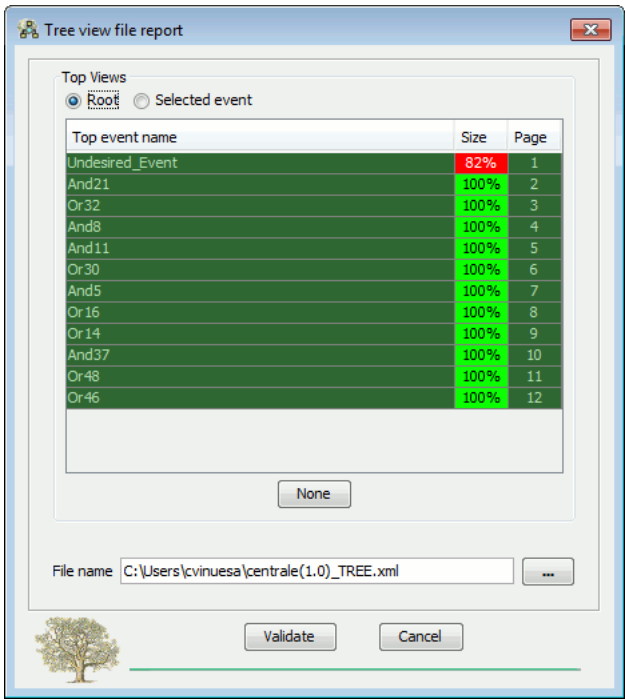 Tree view file report
Top Views
Root Selected event
Top event name Size Page
Undesired_Event 82% 1
And21 100% 2
Or32 100% 3
And8 100% 4
And11 100% 5
Or30 100% 6
And5 100% 7
Or16 100% 8
Or14 100% 9
And37 100% 10
Or48 100% 11
Or46 100% 12
None
File name C:\Users\cvinuesa\centrale(1.0)_TREE.xml ...
Validate Cancel